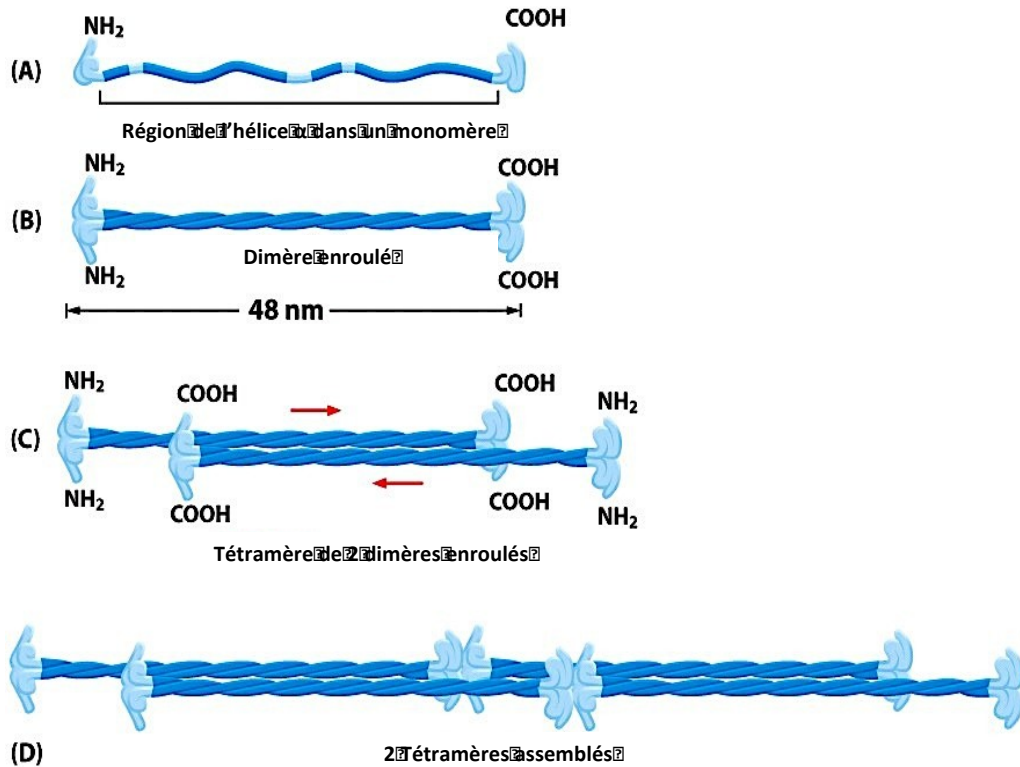 NH₂
COOH
(A)
Région de l'hélice α dans un monomère
NH₂
COOH
(B)
Dimère enroulé
NH₂
COOH
48 nm
NH₂
COOH
COOH
NH₂
(C)
NH₂
COOH
COOH
NH₂
Tétramère de 2 dimères enroulés
(D)
2 Tétramères assemblés